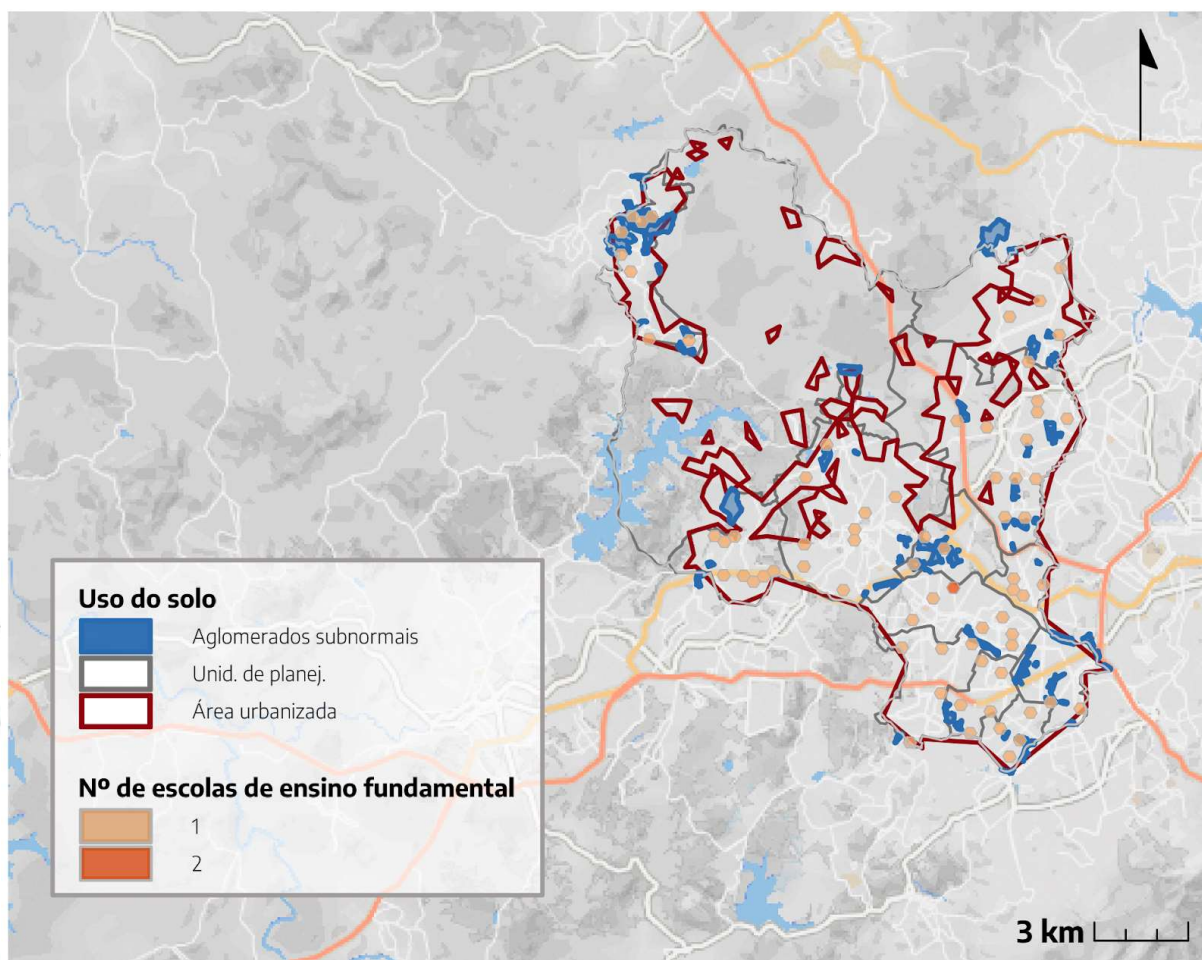 Uso do solo
Aglomerados subnormais
Unid. de planej.
Área urbanizada
Nº de escolas de ensino fundamental
1
2
3 km